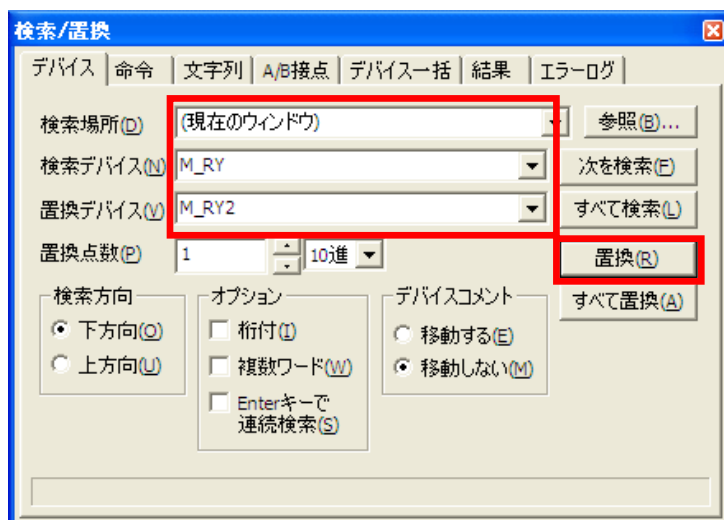 検索/置換
デバイス 命令 文字列 A/B接点 デバイス一括 結果 エラーログ
検索場所(D) (現在のウィンドウ) 参照(B)...
検索デバイス(N) M_RY 次を検索(F)
置換デバイス(V) M_RY2 すべて検索(L)
置換点数(P) 1 10進 置換(R)
検索方向 オプション デバイスコメント すべて置換(A)
下方向(O) 桁付(I) 移動する(E)
上方向(U) 複数ワード(W) 移動しない(M)
Enterキーで
連続検索(S)